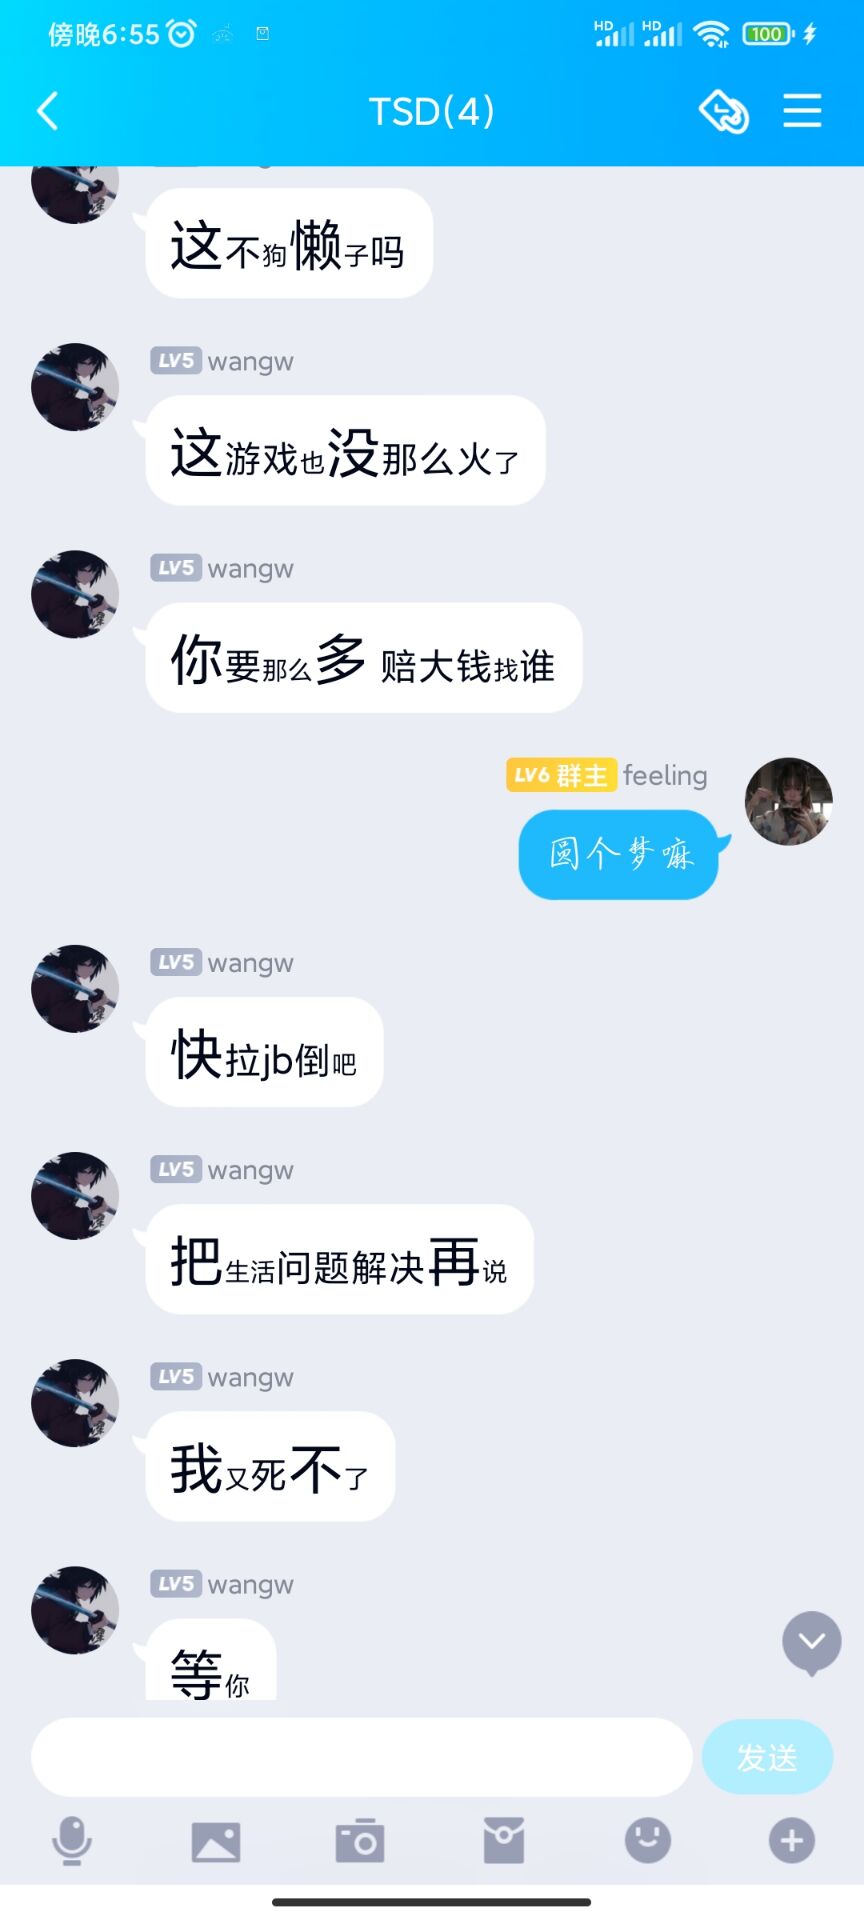 傍晚6:55
HD HD 100
TSD(4)
这不狗懒子吗
LV5 wangw
这游戏也没那么火了
LV5 wangw
你要那么多 赔大钱找谁
LV6 群主 feeling
圆个梦嘛
LV5 wangw
快拉jb倒吧
LV5 wangw
把生活问题解决再说
LV5 wangw
我又死不了
LV5 wangw
等你
发送